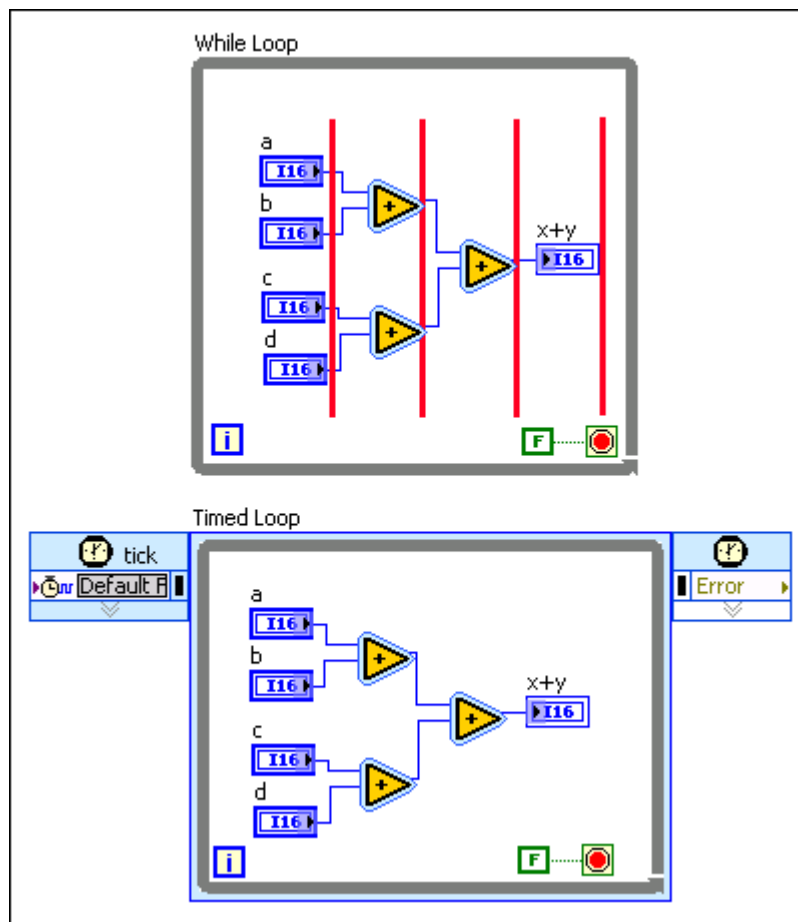 While Loop
a
I16
b
I16
x+y
I16
c
I16
d
I16
i
F
Timed Loop
tick
Default F
Error
a
I16
b
I16
x+y
I16
c
I16
d
I16
i
F